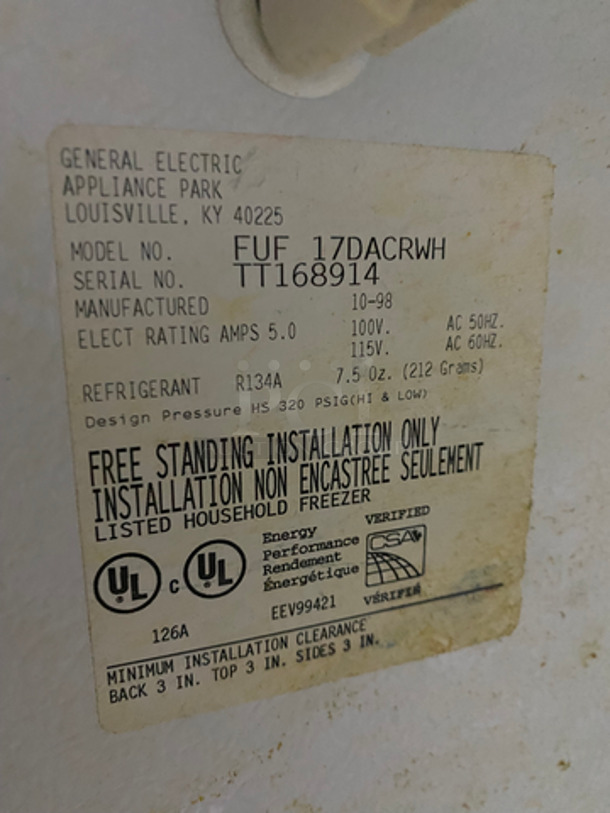 GENERAL ELECTRIC
APPLIANCE PARK
LOUISVILLE, KY 40225
MODEL NO. FUF 17DACRWH
SERIAL NO. TT168914
MANUFACTURED 10-98
ELECT RATING AMPS 5.0 100V. AC 50HZ.
115V. AC 60HZ.
REFRIGERANT R134A 7.5 Oz. (212 Grams)
Design Pressure HS 320 PSIG(HI & LOW)
FREE STANDING INSTALLATION ONLY
INSTALLATION NON ENCASTREE SEULEMENT
LISTED HOUSEHOLD FREEZER
UL c UL
Energy
Performance
Rendement
Énergétique
VERIFIED
CSA
VÉRIFIÉ
126A EEV99421
MINIMUM INSTALLATION CLEARANCE
BACK 3 IN. TOP 3 IN. SIDES 3 IN.